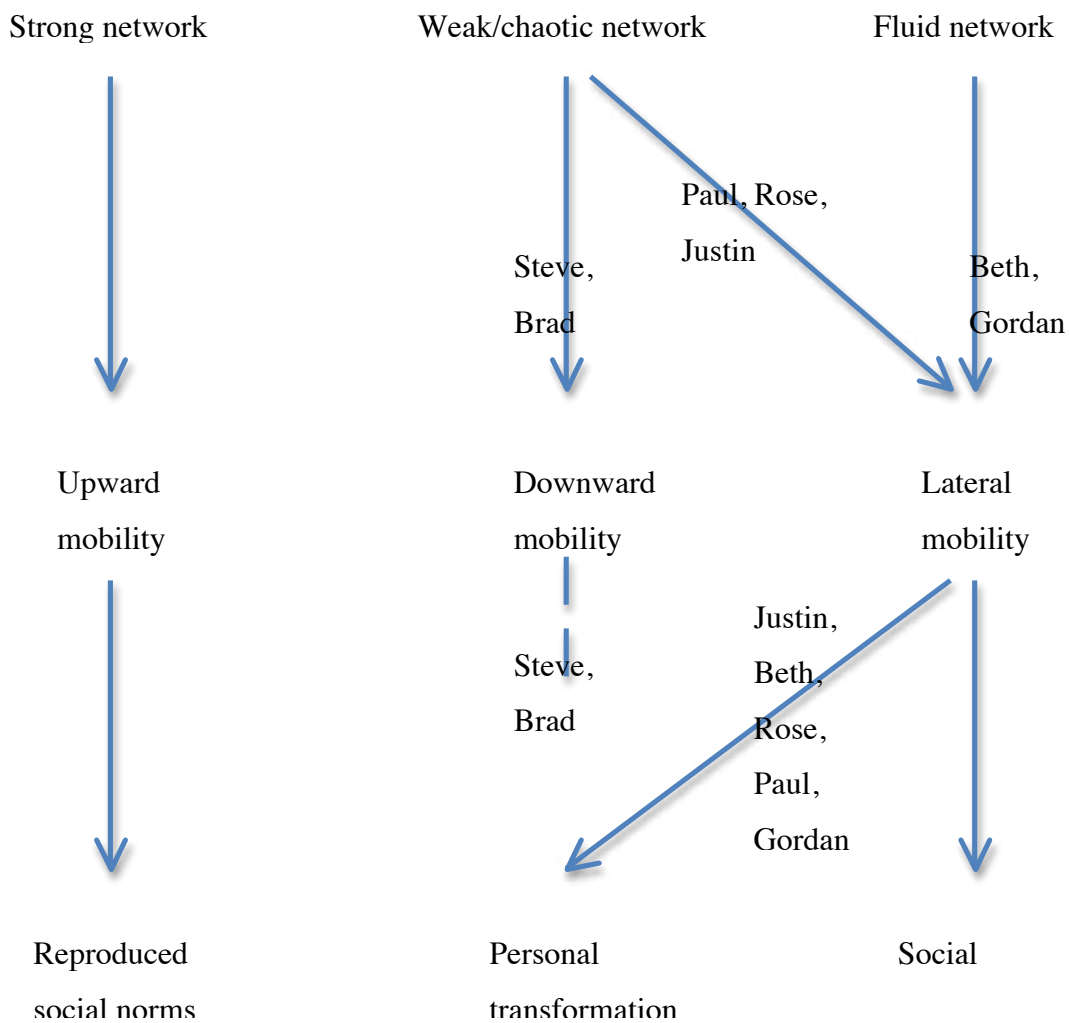 Strong network
Weak/chaotic network
Fluid network
Paul, Rose,
Justin
Steve,
Brad
Beth,
Gordan
Upward
mobility
Downward
mobility
Lateral
mobility
Justin,
Beth,
Rose,
Paul,
Gordan
Steve,
Brad
Reproduced
social norms
Personal
transformation
Social